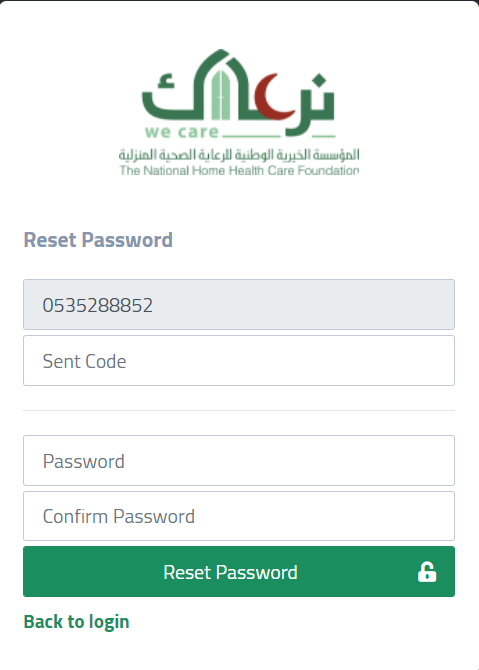 نرعاك
we care
المؤسسة الخيرية الوطنية للرعاية الصحية المنزلية
The National Home Health Care Foundation
Reset Password
0535288852
Sent Code
Password
Confirm Password
Reset Password
Back to login